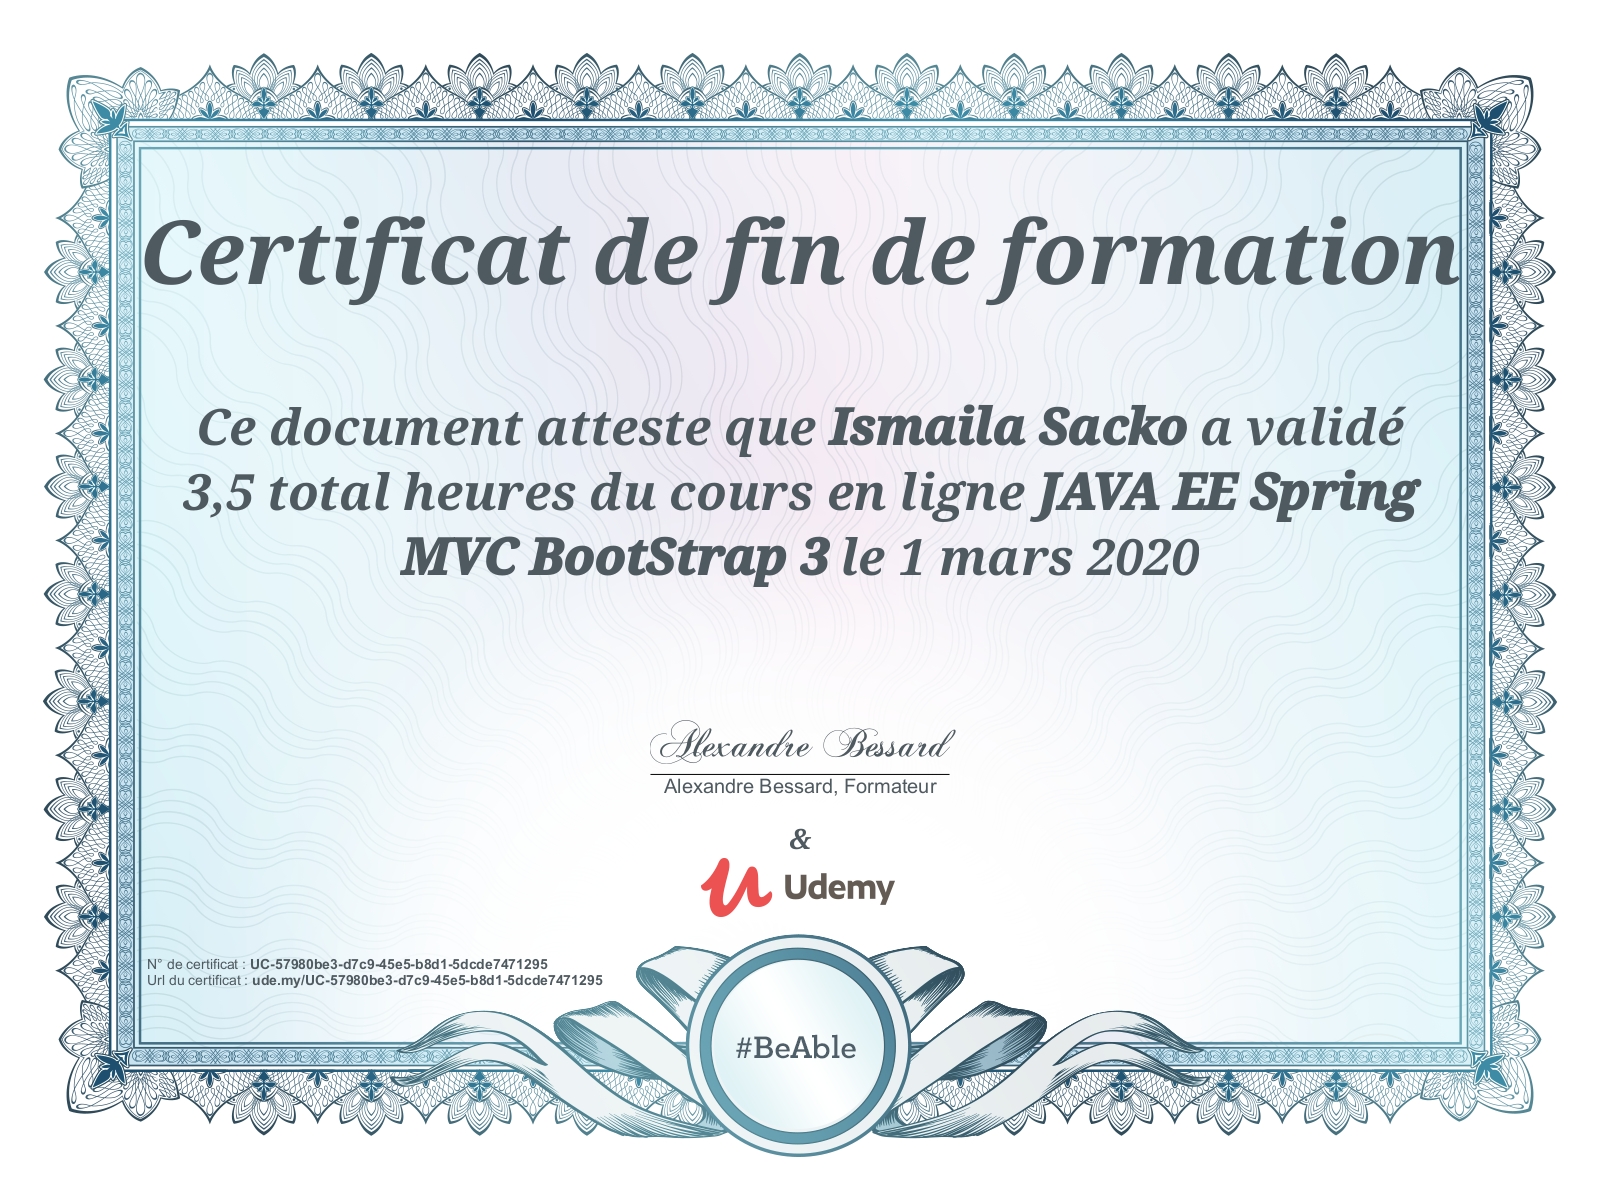 Certificat de fin de formation
Ce document atteste que Ismaila Sacko a validé
3,5 total heures du cours en ligne JAVA EE Spring
MVC BootStrap 3 le 1 mars 2020
Alexandre Bessard
Alexandre Bessard, Formateur
&
Udemy
N° de certificat : UC-57980be3-d7c9-45e5-b8d1-5dcde7471295
Url du certificat : ude.my/UC-57980be3-d7c9-45e5-b8d1-5dcde7471295
#BeAble